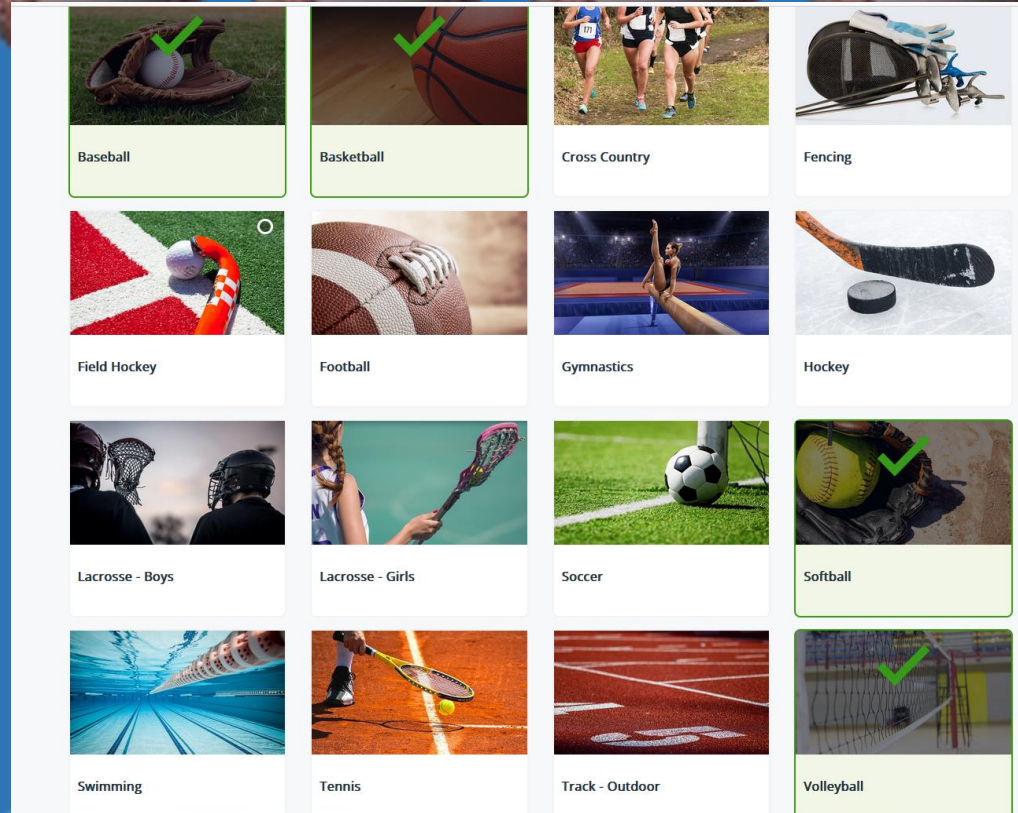 171
Baseball
Basketball
Cross Country
Fencing
Field Hockey
Football
Gymnastics
Hockey
Lacrosse - Boys
Lacrosse - Girls
Soccer
Softball
Swimming
Tennis
Track - Outdoor
Volleyball